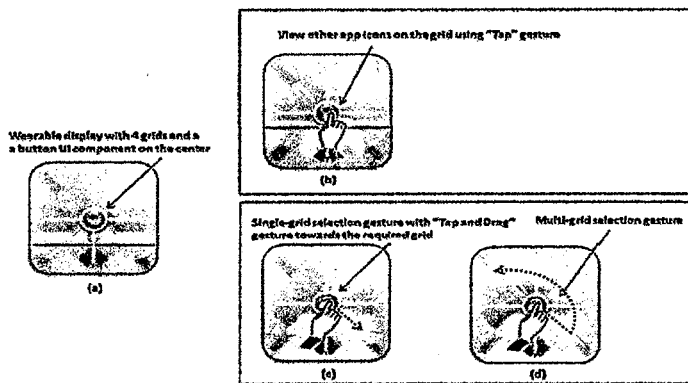 View other app icons on the grid using "Tap" gesture
(b)
Wearable display with 4 grids and a
a button UI component on the center
(a)
Single-grid selection gesture with "Tap and Drag"
gesture towards the required grid
Multi-grid selection gesture
(c)
(d)